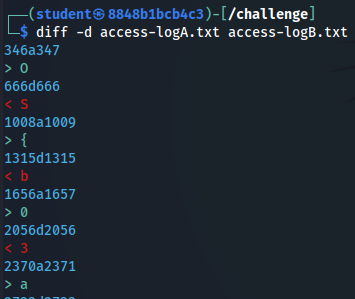 ┌──(student㉿8848b1bcb4c3)-[/challenge]
└─$ diff -d access-logA.txt access-logB.txt
346a347
> O
666d666
< S
1008a1009
> {
1315d1315
< b
1656a1657
> 0
2056d2056
< 3
2370a2371
> a